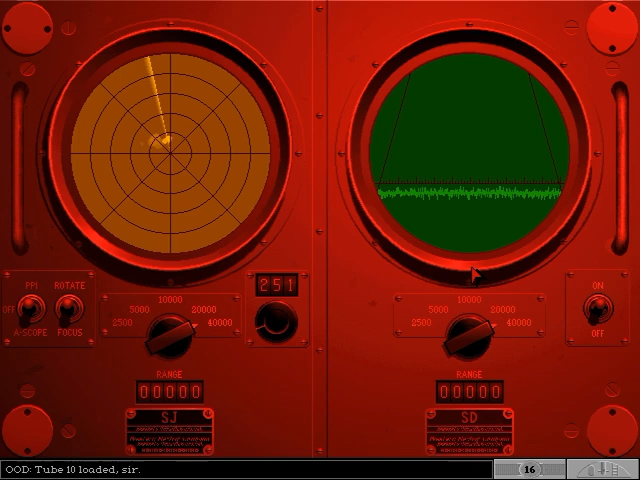 PPI ROTATE
OFF
A-SCOPE FOCUS
10000
5000 20000
2500 40000
251
10000
5000 20000
2500 40000
ON
OFF
RANGE
00000
SJ
RANGE
00000
SD
OOD: Tube 10 loaded, sir.
16